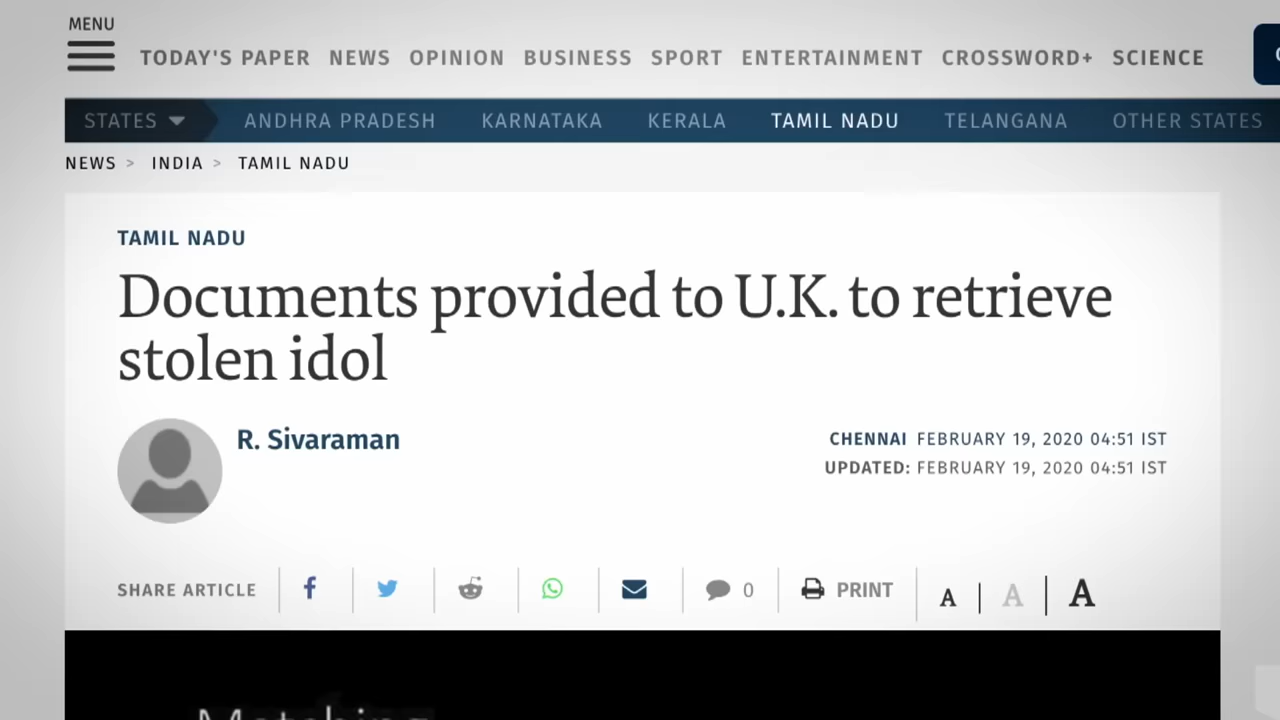 MENU
TODAY'S PAPER NEWS OPINION BUSINESS SPORT ENTERTAINMENT CROSSWORD+ SCIENCE
STATES ANDHRA PRADESH KARNATAKA KERALA TAMIL NADU TELANGANA OTHER STATES
NEWS > INDIA > TAMIL NADU
TAMIL NADU
Documents provided to U.K. to retrieve
stolen idol
R. Sivaraman
CHENNAI FEBRUARY 19, 2020 04:51 IST
UPDATED: FEBRUARY 19, 2020 04:51 IST
SHARE ARTICLE 0 PRINT A A A
Matching